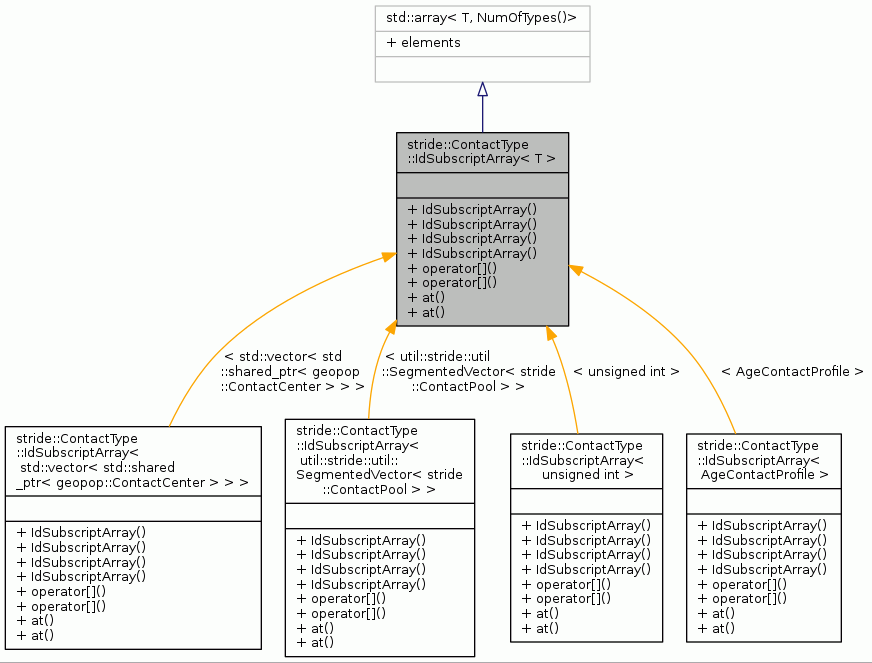 std::array< T, NumOfTypes()>
+ elements
stride::ContactType
::IdSubscriptArray< T >
+ IdSubscriptArray()
+ IdSubscriptArray()
+ IdSubscriptArray()
+ IdSubscriptArray()
+ operator[]()
+ operator[]()
+ at()
+ at()
< std::vector< std
::shared_ptr< geopop
::ContactCenter > > >
< util::stride::util
::SegmentedVector< stride
::ContactPool > >
< unsigned int >
< AgeContactProfile >
stride::ContactType
::IdSubscriptArray<
std::vector< std::shared
_ptr< geopop::ContactCenter > > >
+ IdSubscriptArray()
+ IdSubscriptArray()
+ IdSubscriptArray()
+ IdSubscriptArray()
+ operator[]()
+ operator[]()
+ at()
+ at()
stride::ContactType
::IdSubscriptArray<
util::stride::util::
SegmentedVector< stride
::ContactPool > >
+ IdSubscriptArray()
+ IdSubscriptArray()
+ IdSubscriptArray()
+ IdSubscriptArray()
+ operator[]()
+ operator[]()
+ at()
+ at()
stride::ContactType
::IdSubscriptArray<
unsigned int >
+ IdSubscriptArray()
+ IdSubscriptArray()
+ IdSubscriptArray()
+ IdSubscriptArray()
+ operator[]()
+ operator[]()
+ at()
+ at()
stride::ContactType
::IdSubscriptArray<
AgeContactProfile >
+ IdSubscriptArray()
+ IdSubscriptArray()
+ IdSubscriptArray()
+ IdSubscriptArray()
+ operator[]()
+ operator[]()
+ at()
+ at()